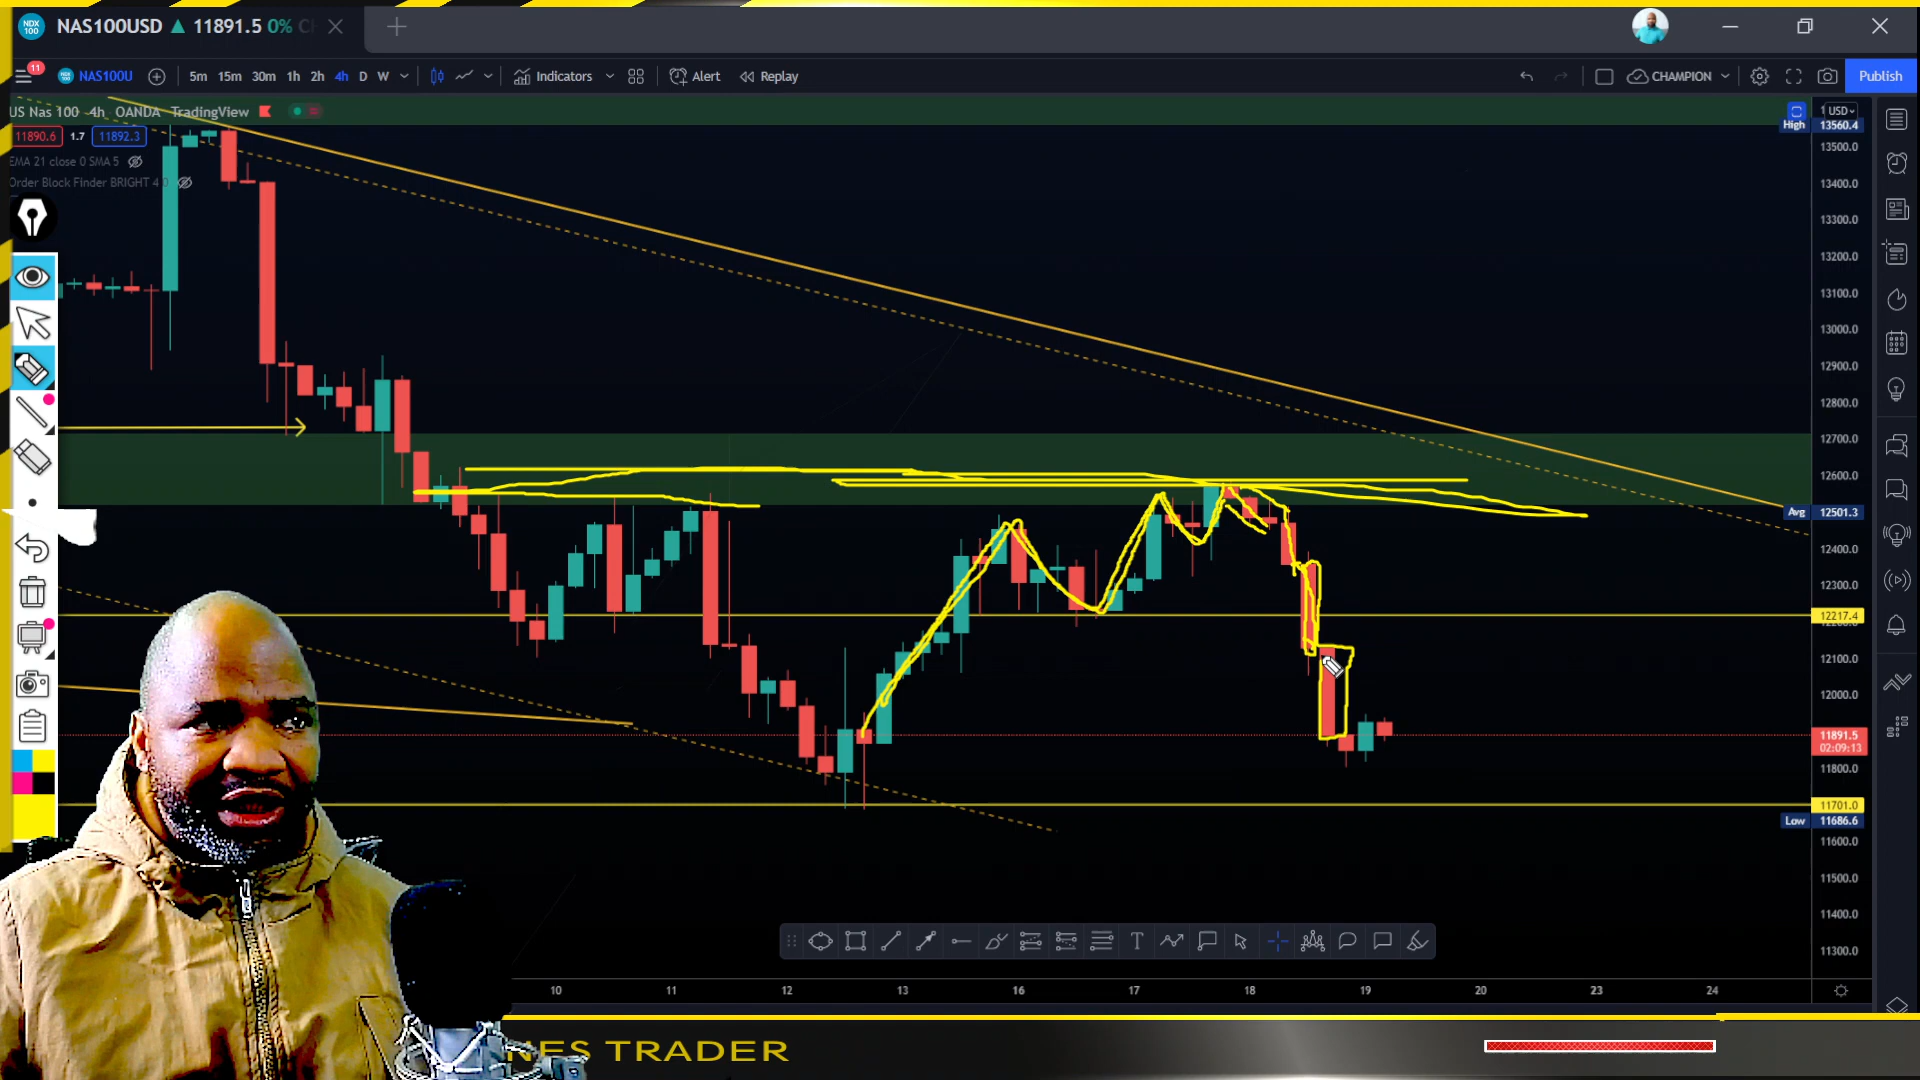 NAS100USD ▲ 11891.5 0%
11
NAS100U 5m 15m 30m 1h 2h 4h D W Indicators Alert Replay CHAMPION Publish
US Nas 100 · 4h · OANDA TradingView
USD
High 13560.4
11890.6 1.7 11892.3
EMA 21 close 0 SMA 5
Order Block Finder BRIGHT 4 0
13500.0
13400.0
13300.0
13200.0
13100.0
13000.0
12900.0
12800.0
12700.0
12600.0
Avg 12501.3
12400.0
12300.0
12217.4
12100.0
12000.0
11891.5
02:09:13
11800.0
11701.0
Low 11686.6
11600.0
11500.0
11400.0
11300.0
10 11 12 13 16 17 18 19 20 23 24
NES TRADER